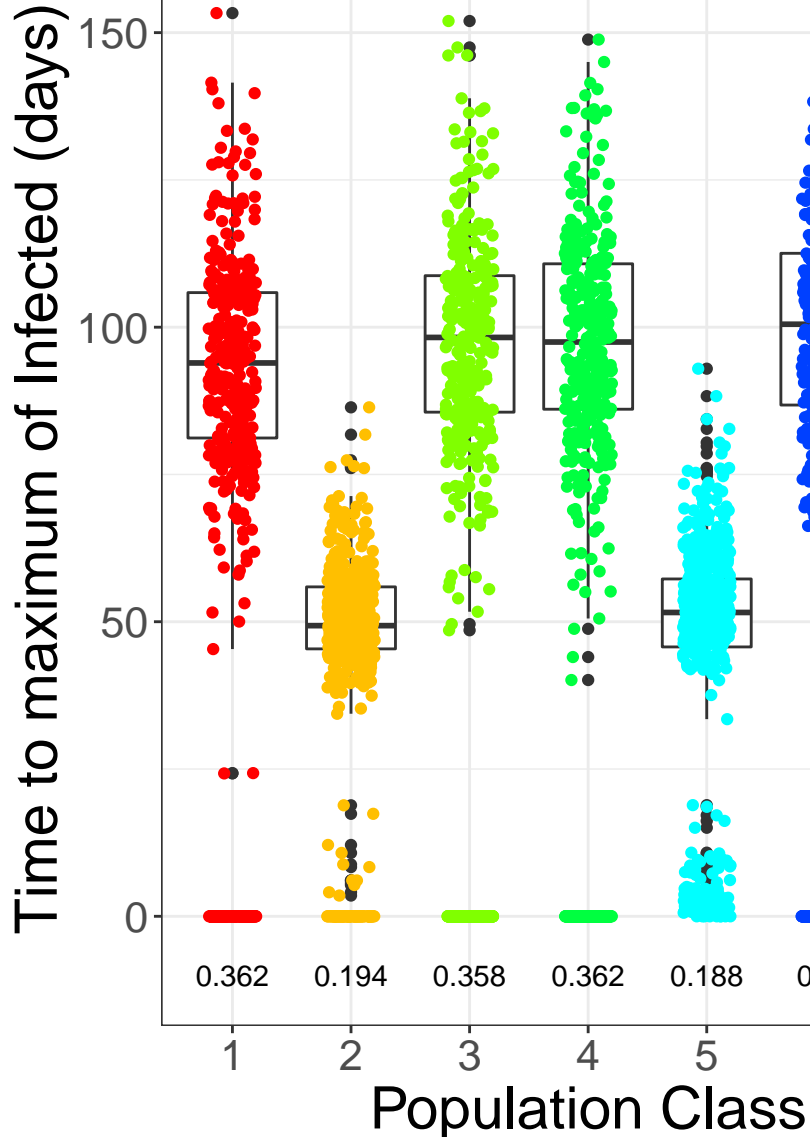 Time to maximum of Infected (days)
150
100
50
0
0.362 0.194 0.358 0.362 0.188 0
1 2 3 4 5
Population Class